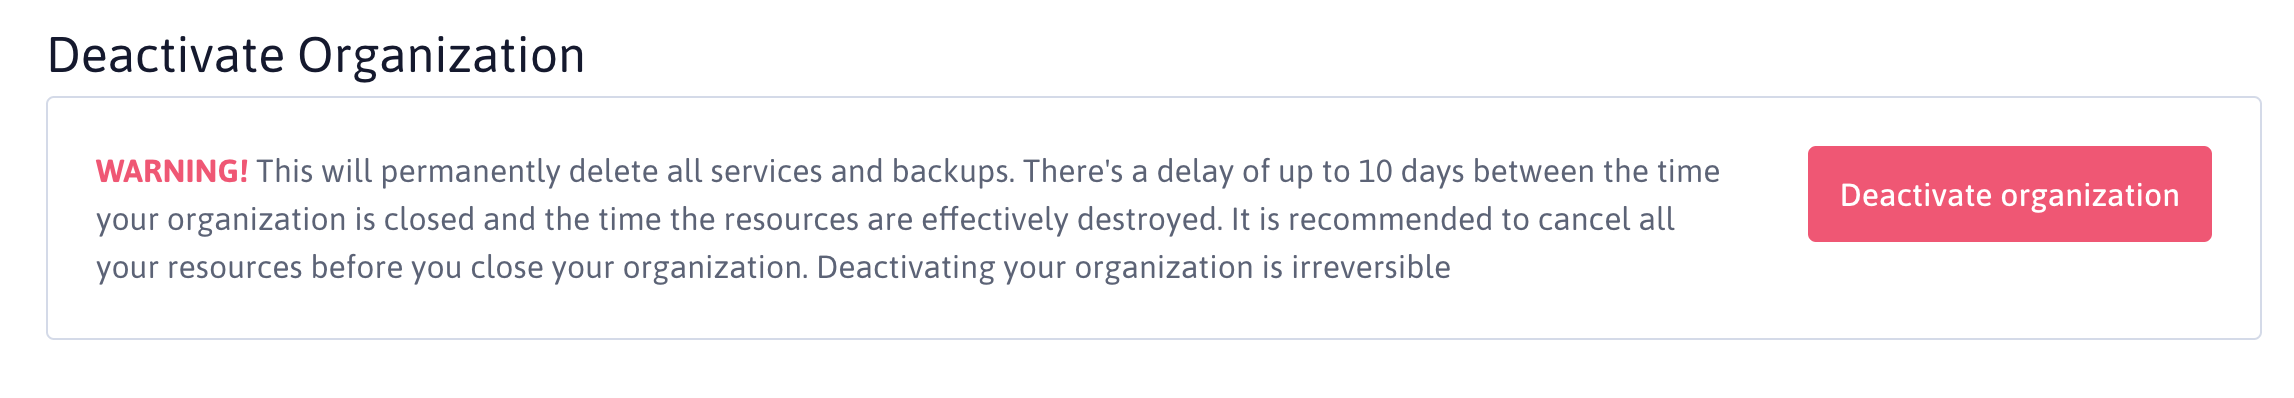 Deactivate Organization
WARNING! This will permanently delete all services and backups. There's a delay of up to 10 days between the time
your organization is closed and the time the resources are effectively destroyed. It is recommended to cancel all
your resources before you close your organization. Deactivating your organization is irreversible
Deactivate organization